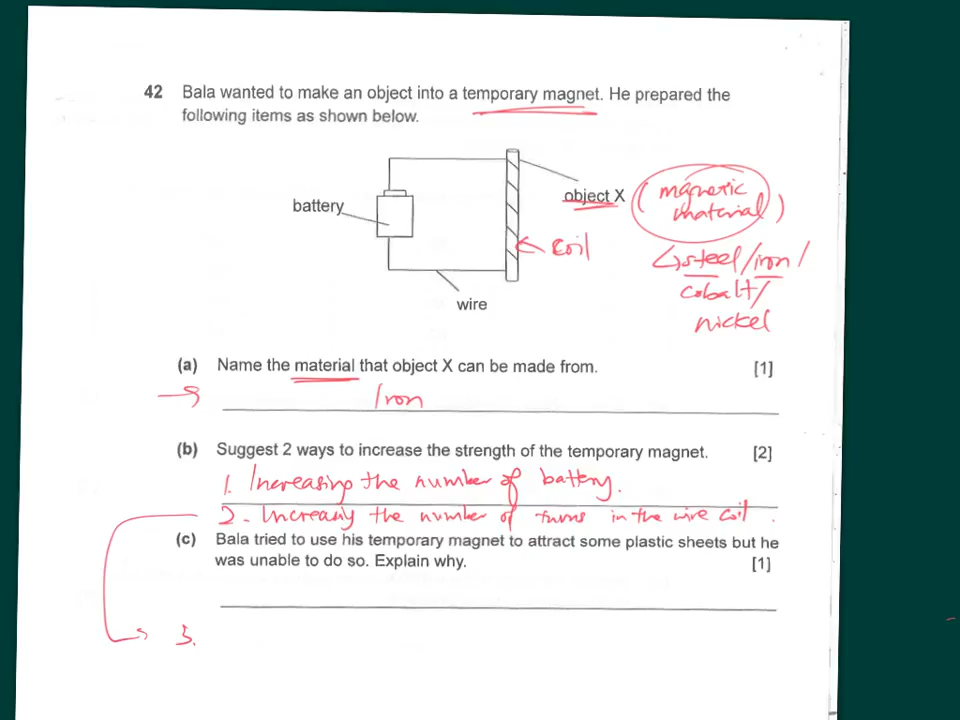 42 Bala wanted to make an object into a temporary magnet. He prepared the
following items as shown below.
battery
object X
(magnetic
material)
coil
↳ steel/iron/
cobalt/
nickel
wire
(a) Name the material that object X can be made from. [1]
→ Iron
(b) Suggest 2 ways to increase the strength of the temporary magnet. [2]
1. Increasing the number of battery.
2. Increasing the number of turns in the wire coil.
(c) Bala tried to use his temporary magnet to attract some plastic sheets but he
was unable to do so. Explain why. [1]
3.